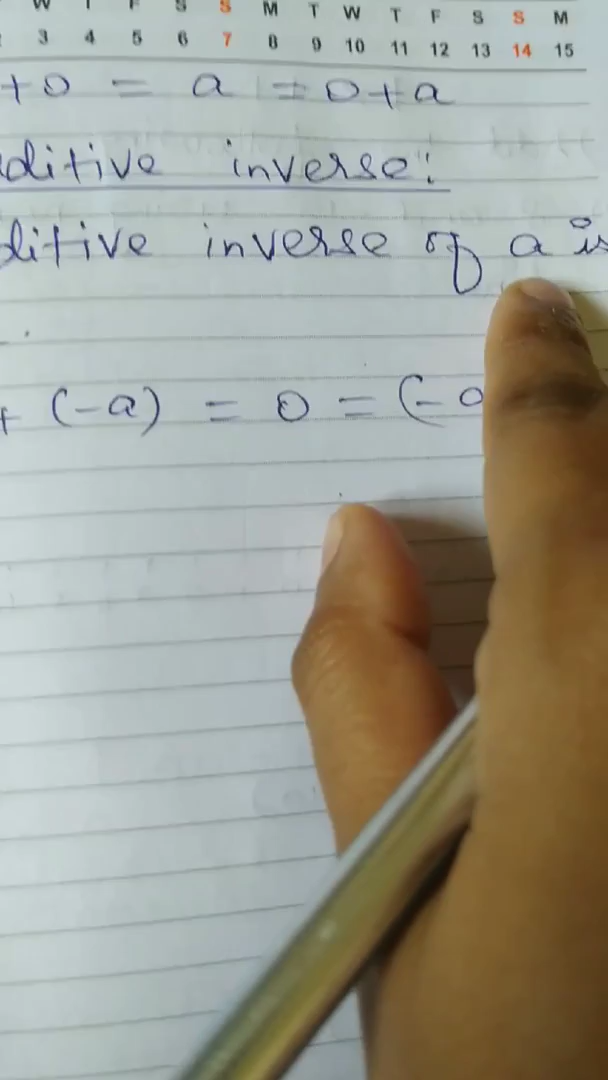 W T F S S M T W T F S S M
3 4 5 6 7 8 9 10 11 12 13 14 15
+0 = a = 0+a
ditive inverse:
ditive inverse of a is
+ (-a) = 0 = (-a